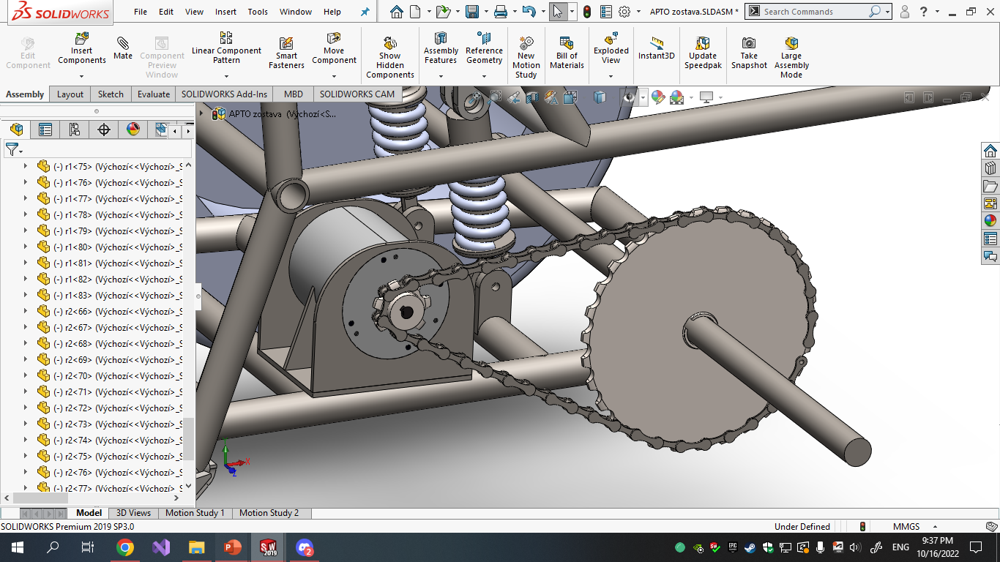 SOLIDWORKS
File Edit View Insert Tools Window Help
APTO zostava.SLDASM *
Search Commands
Edit Component
Insert Components
Mate
Component Preview Window
Linear Component Pattern
Smart Fasteners
Move Component
Show Hidden Components
Assembly Features
Reference Geometry
New Motion Study
Bill of Materials
Exploded View
Instant3D
Update Speedpak
Take Snapshot
Large Assembly Mode
Assembly Layout Sketch Evaluate SOLIDWORKS Add-Ins MBD SOLIDWORKS CAM
APTO zostava (Výchozí<S...
(-) r1<75> (Výchozí<<Výchozí>_S
(-) r1<76> (Výchozí<<Výchozí>_S
(-) r1<77> (Výchozí<<Výchozí>_S
(-) r1<78> (Výchozí<<Výchozí>_S
(-) r1<79> (Výchozí<<Výchozí>_S
(-) r1<80> (Výchozí<<Výchozí>_S
(-) r1<81> (Výchozí<<Výchozí>_S
(-) r1<82> (Výchozí<<Výchozí>_S
(-) r1<83> (Výchozí<<Výchozí>_S
(-) r2<66> (Výchozí<<Výchozí>_S
(-) r2<67> (Výchozí<<Výchozí>_S
(-) r2<68> (Výchozí<<Výchozí>_S
(-) r2<69> (Výchozí<<Výchozí>_S
(-) r2<70> (Výchozí<<Výchozí>_S
(-) r2<71> (Výchozí<<Výchozí>_S
(-) r2<72> (Výchozí<<Výchozí>_S
(-) r2<73> (Výchozí<<Výchozí>_S
(-) r2<74> (Výchozí<<Výchozí>_S
(-) r2<75> (Výchozí<<Výchozí>_S
(-) r2<76> (Výchozí<<Výchozí>_S
(-) r2<77> (Výchozí<<Výchozí>_S
Y
X
Z
Model 3D Views Motion Study 1 Motion Study 2
SOLIDWORKS Premium 2019 SP3.0
Under Defined
MMGS
SW 2019
2
ENG
9:37 PM
10/16/2022